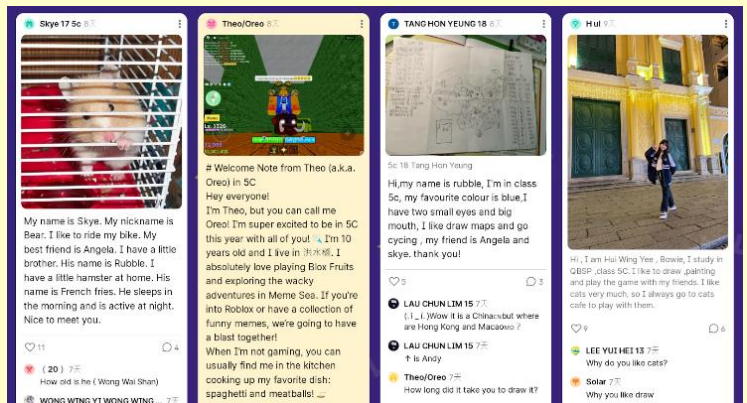 Skye 17 5c 8天
My name is Skye. My nickname is
Bear. I like to ride my bike. My
best friend is Angela. I have a little
brother. His name is Rubble. I
have a little hamster at home. His
name is French fries. He sleeps in
the morning and is active at night.
Nice to meet you.
11 4
( 20 ) 7天
How old is he ( Wong Wai Shan)
WONG WING YI WONG WING ... 7天
Theo/Oreo 8天
# Welcome Note from Theo (a.k.a.
Oreo) in 5C
Hey everyone!
I'm Theo, but you can call me
Oreo! I'm super excited to be in 5C
this year with all of you! I'm 10
years old and I live in 洪水橋. I
absolutely love playing Blox Fruits
and exploring the wacky
adventures in Meme Sea. If you're
into Roblox or have a collection of
funny memes, we're going to have
a blast together!
When I'm not gaming, you can
usually find me in the kitchen
cooking up my favorite dish:
spaghetti and meatballs!
TANG HON YEUNG 18 8天
5c 18 Tang Hon Yeung
Hi,my name is rubble, I'm in class
5c, my favourite colour is blue,I
have two small eyes and big
mouth, I like draw maps and go
cycing , my friend is Angela and
skye. thank you!
5 3
LAU CHUN LIM 15 7天
(.i _ i.)Wow it is a China but where
are Hong Kong and Macao ?
LAU CHUN LIM 15 7天
↑ is Andy
Theo/Oreo 7天
How long did it take you to draw it?
H ui 9天
Hi , I am Hui Wing Yee , Bowie, I study in
QBSP ,class 5C. I like to draw ,painting
and play the game with my friends. I like
cats very much, so I always go to cats
cafe to play with them.
9 6
LEE YUI HEI 13 7天
Why do you like cats?
Solar 7天
Why you like draw